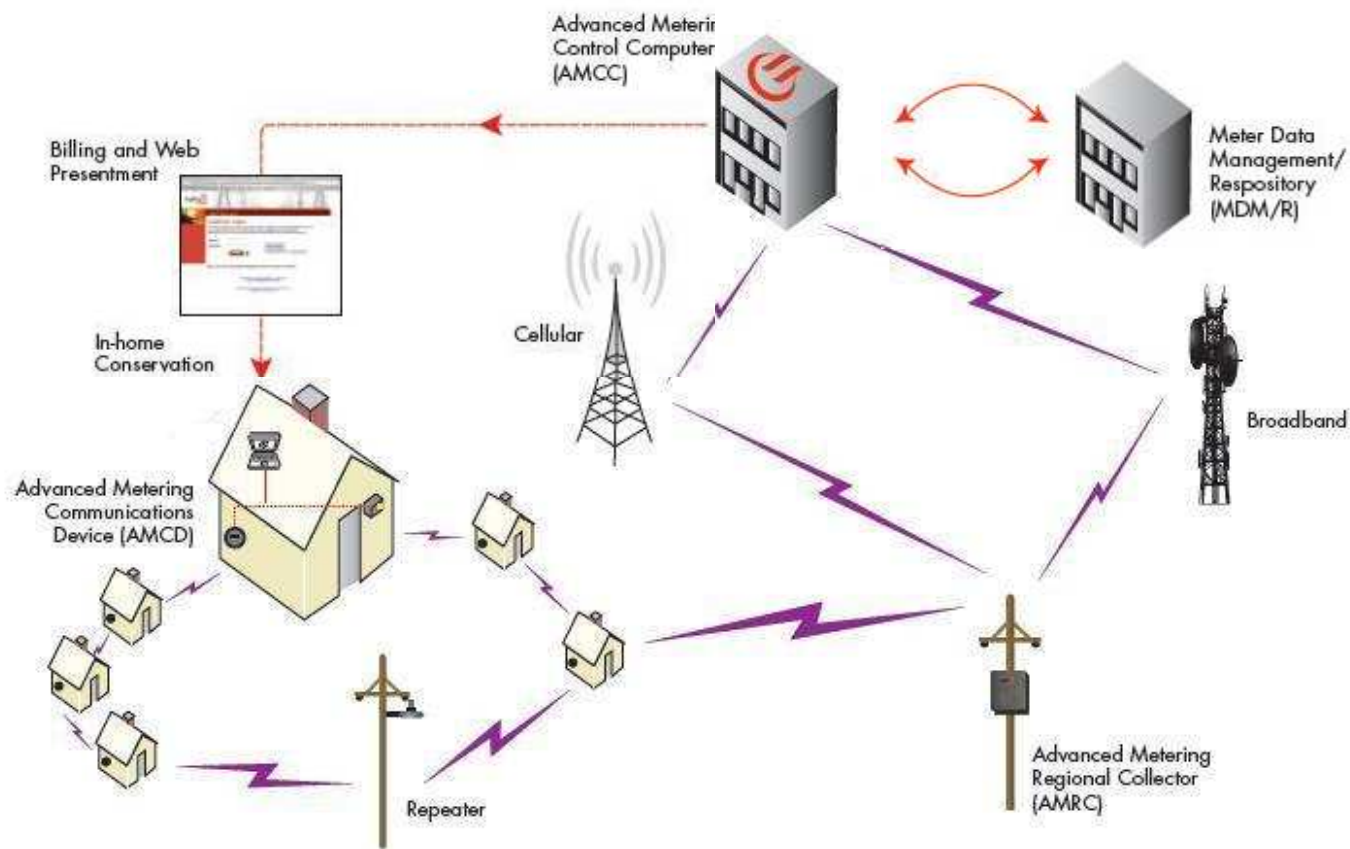 Advanced Meterin
Control Computer
(AMCC)
Billing and Web
Presentment
Meter Data
Management/
Respository
(MDM/R)
In-home
Conservation
Cellular
Broadband
Advanced Metering
Communications
Device (AMCD)
Repeater
Advanced Metering
Regional Collector
(AMRC)